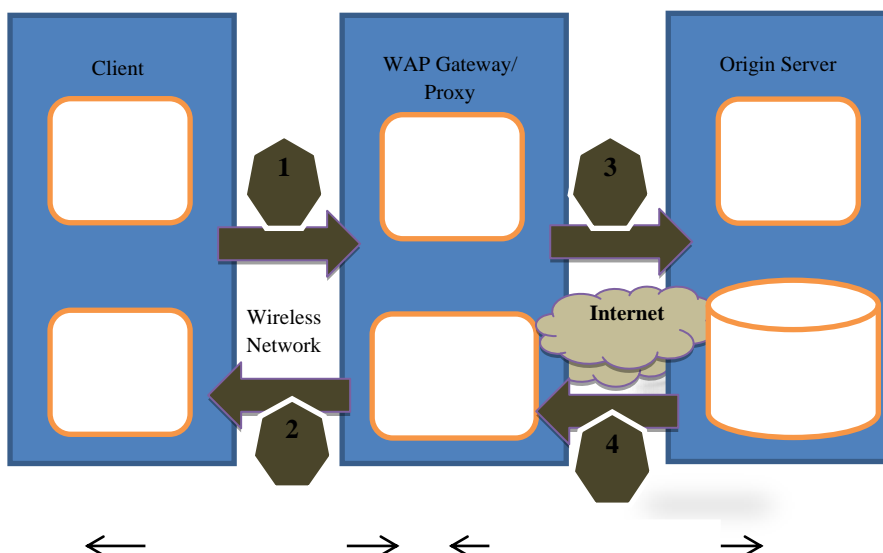 Client
WAP Gateway/
Proxy
Origin Server
1
3
Wireless
Network
Internet
2
4